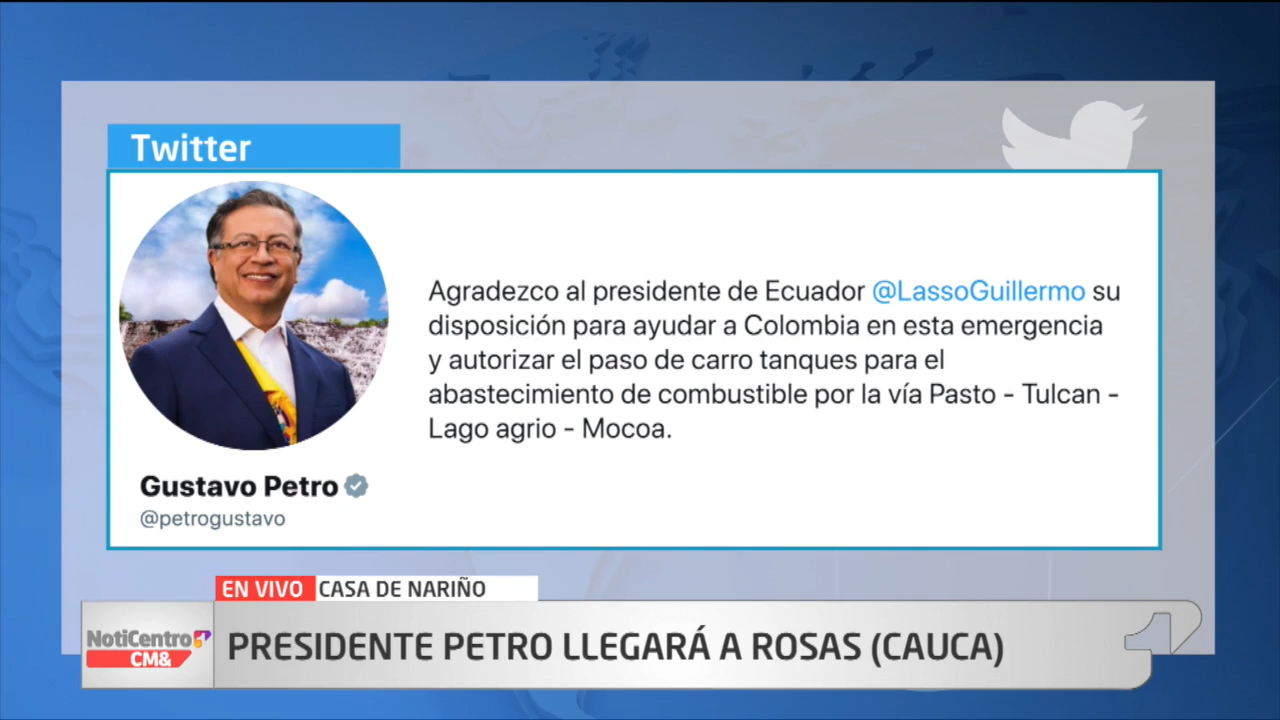 Twitter
Agradezco al presidente de Ecuador @LassoGuillermo su
disposición para ayudar a Colombia en esta emergencia
y autorizar el paso de carro tanques para el
abastecimiento de combustible por la vía Pasto - Tulcan -
Lago agrio - Mocoa.
Gustavo Petro
@petrogustavo
EN VIVO CASA DE NARIÑO
NotiCentro 1
CM&
PRESIDENTE PETRO LLEGARÁ A ROSAS (CAUCA)
1